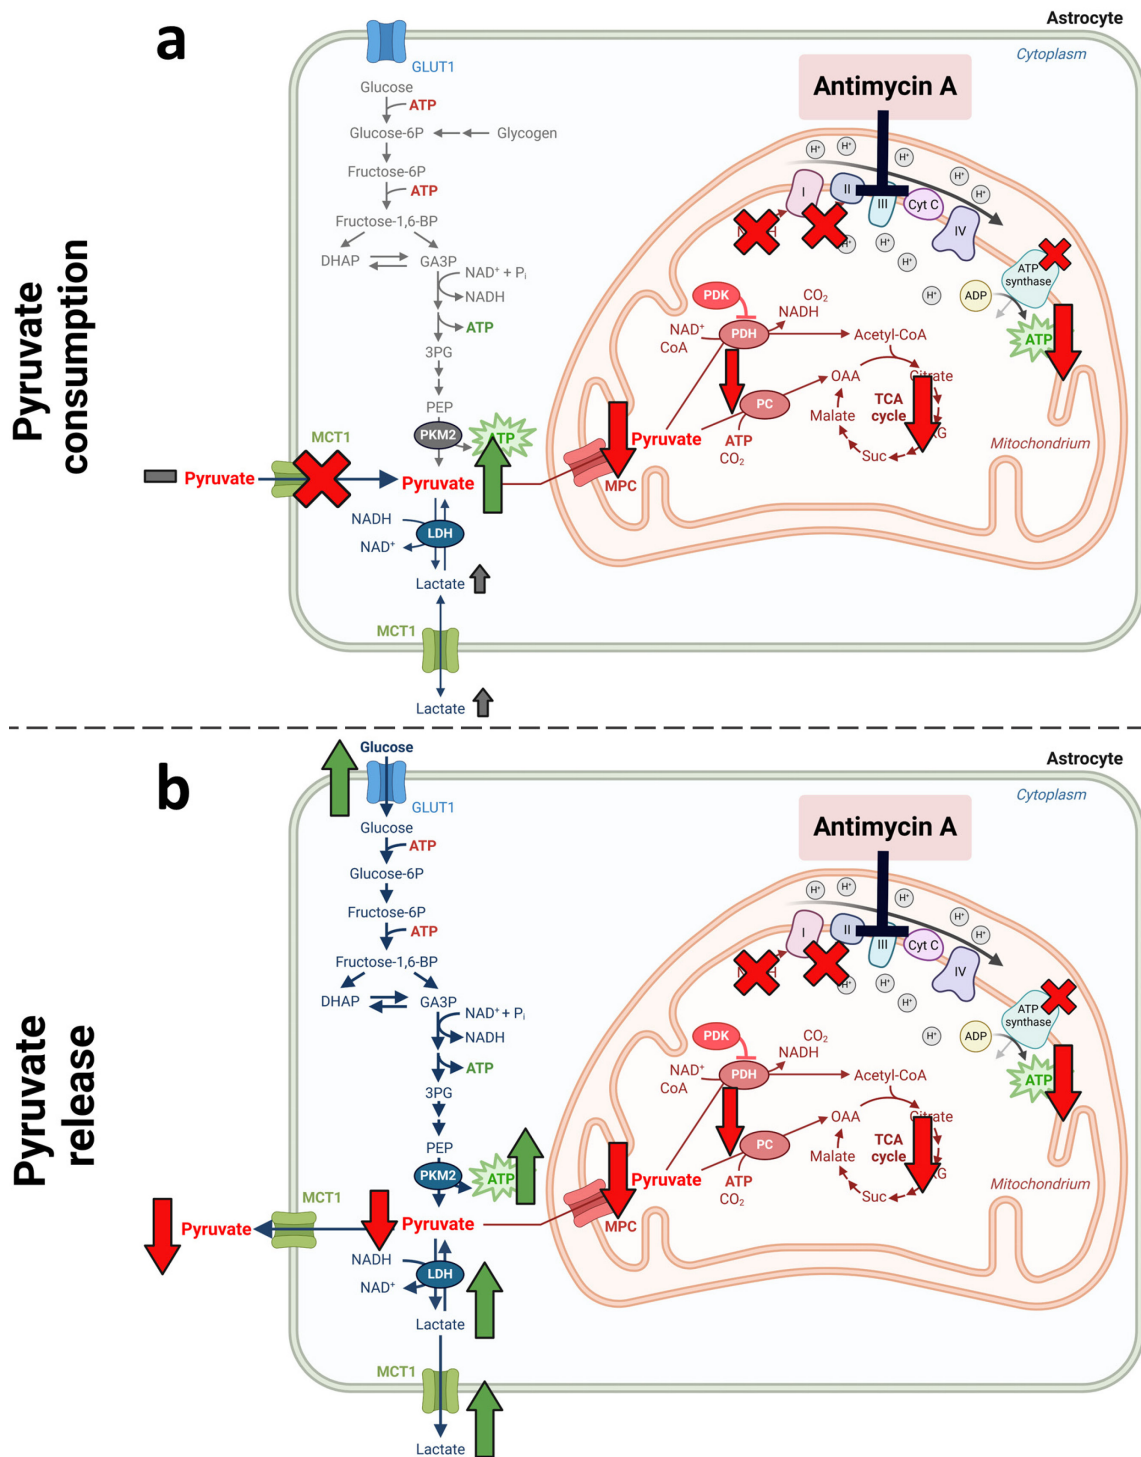 a
Astrocyte
Cytoplasm
GLUT1
Glucose
ATP
Glucose-6P
Glycogen
Fructose-6P
ATP
Fructose-1,6-BP
DHAP
GA3P
NAD⁺ + Pᵢ
NADH
ATP
3PG
PEP
PKM2
ATP
Pyruvate
consumption
MCT1
Pyruvate
Pyruvate
NADH
NAD⁺
LDH
Lactate
MCT1
Lactate
Antimycin A
H⁺
H⁺
H⁺
H⁺
H⁺
I
II
III
Cyt C
IV
H⁺
H⁺
H⁺
H⁺
ATP
synthase
ADP
ATP
PDK
CO₂
NADH
NAD⁺
CoA
PDH
Acetyl-CoA
OAA
Citrate
PC
TCA
cycle
Malate
Suc
Pyruvate
ATP
CO₂
MPC
Mitochondrium
b
Astrocyte
Cytoplasm
Glucose
GLUT1
Glucose
ATP
Glucose-6P
Fructose-6P
ATP
Fructose-1,6-BP
DHAP
GA3P
NAD⁺ + Pᵢ
NADH
ATP
3PG
PEP
PKM2
ATP
Pyruvate
release
MCT1
Pyruvate
Pyruvate
NADH
NAD⁺
LDH
Lactate
MCT1
Lactate
Antimycin A
H⁺
H⁺
H⁺
H⁺
H⁺
I
II
III
Cyt C
IV
H⁺
H⁺
H⁺
H⁺
ATP
synthase
ADP
ATP
PDK
CO₂
NADH
NAD⁺
CoA
PDH
Acetyl-CoA
OAA
Citrate
PC
TCA
cycle
Malate
Suc
Pyruvate
ATP
CO₂
MPC
Mitochondrium